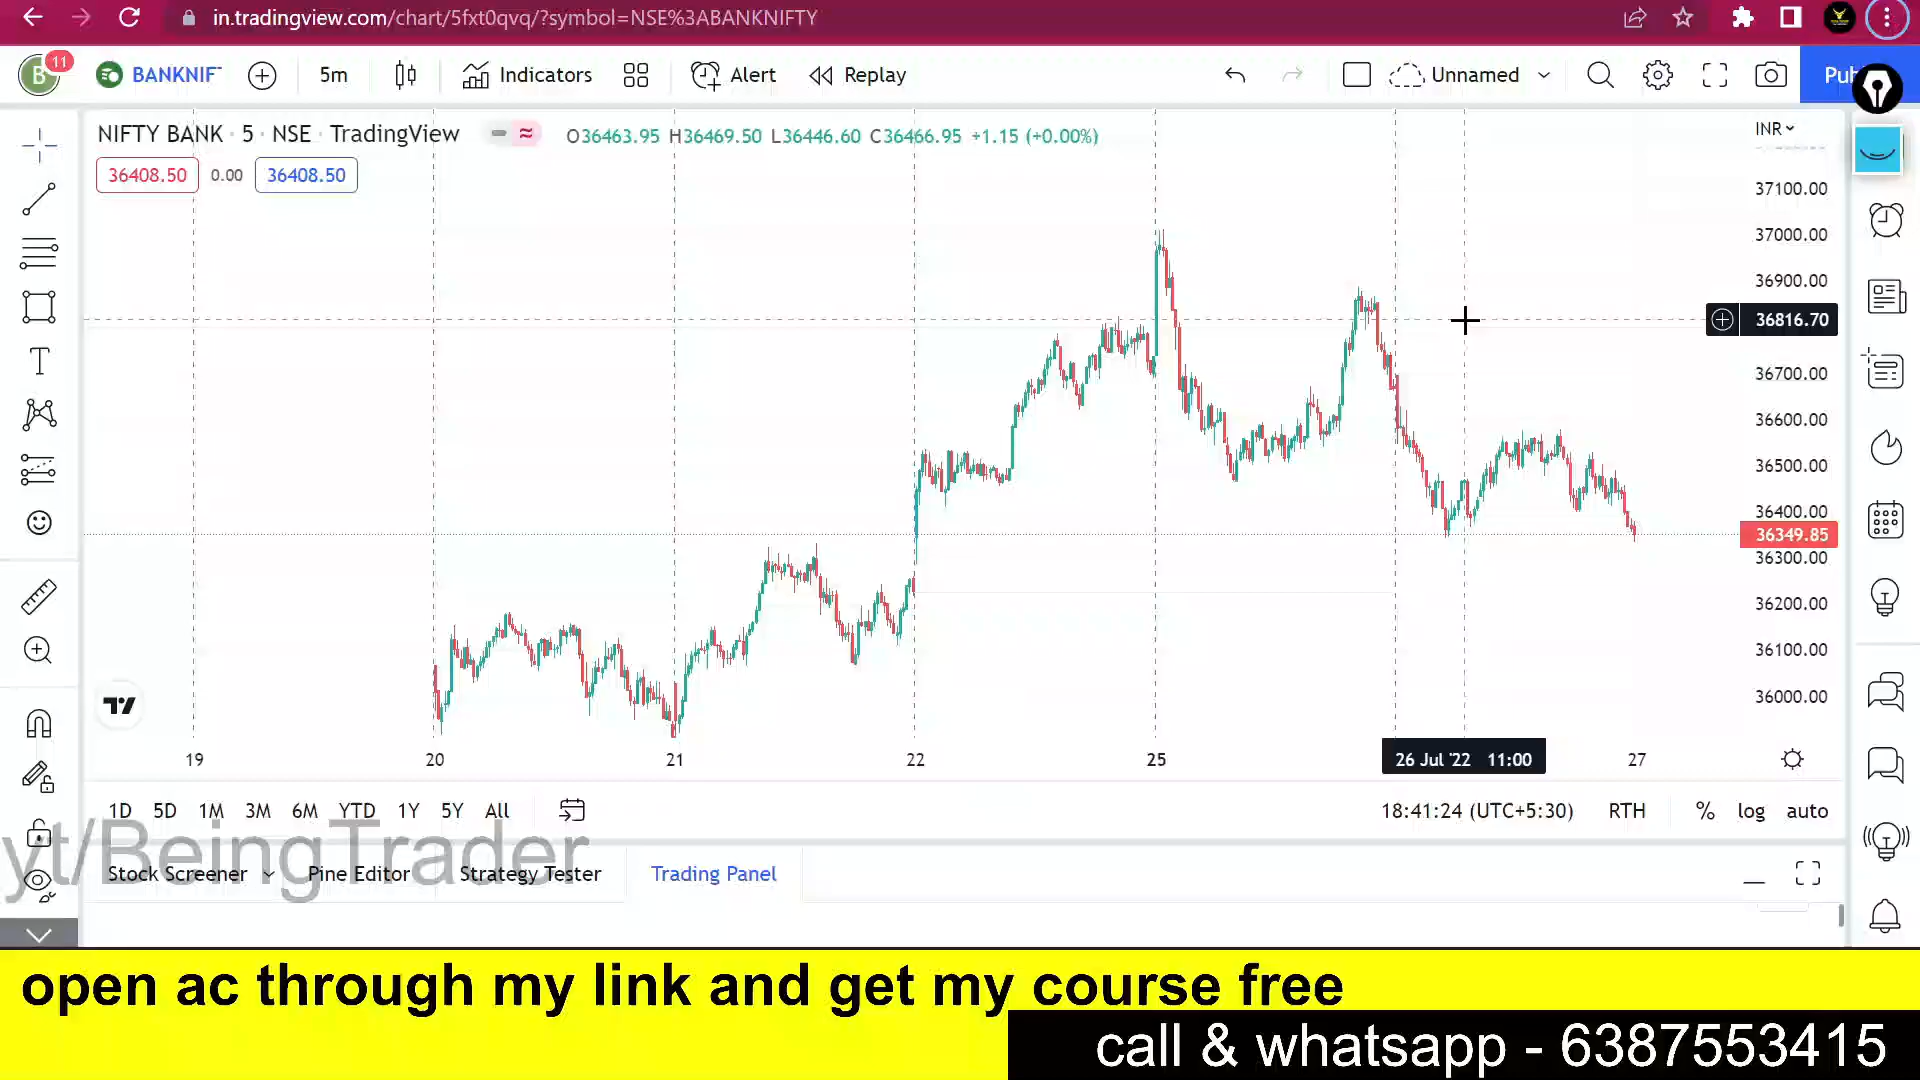 in.tradingview.com/chart/5fxt0qvq/?symbol=NSE%3ABANKNIFTY
B 11 BANKNIF 5m Indicators Alert Replay Unnamed Pub
NIFTY BANK · 5 · NSE · TradingView O36463.95 H36469.50 L36446.60 C36466.95 +1.15 (+0.00%)
INR
36408.50 0.00 36408.50
37100.00
37000.00
36900.00
36816.70
36700.00
36600.00
36500.00
36400.00
36349.85
36300.00
36200.00
36100.00
36000.00
19 20 21 22 25 26 Jul '22 11:00 27
1D 5D 1M 3M 6M YTD 1Y 5Y All 18:41:24 (UTC+5:30) RTH % log auto
yt/BeingTrader
Stock Screener Pine Editor Strategy Tester Trading Panel
open ac through my link and get my course free
call & whatsapp - 6387553415